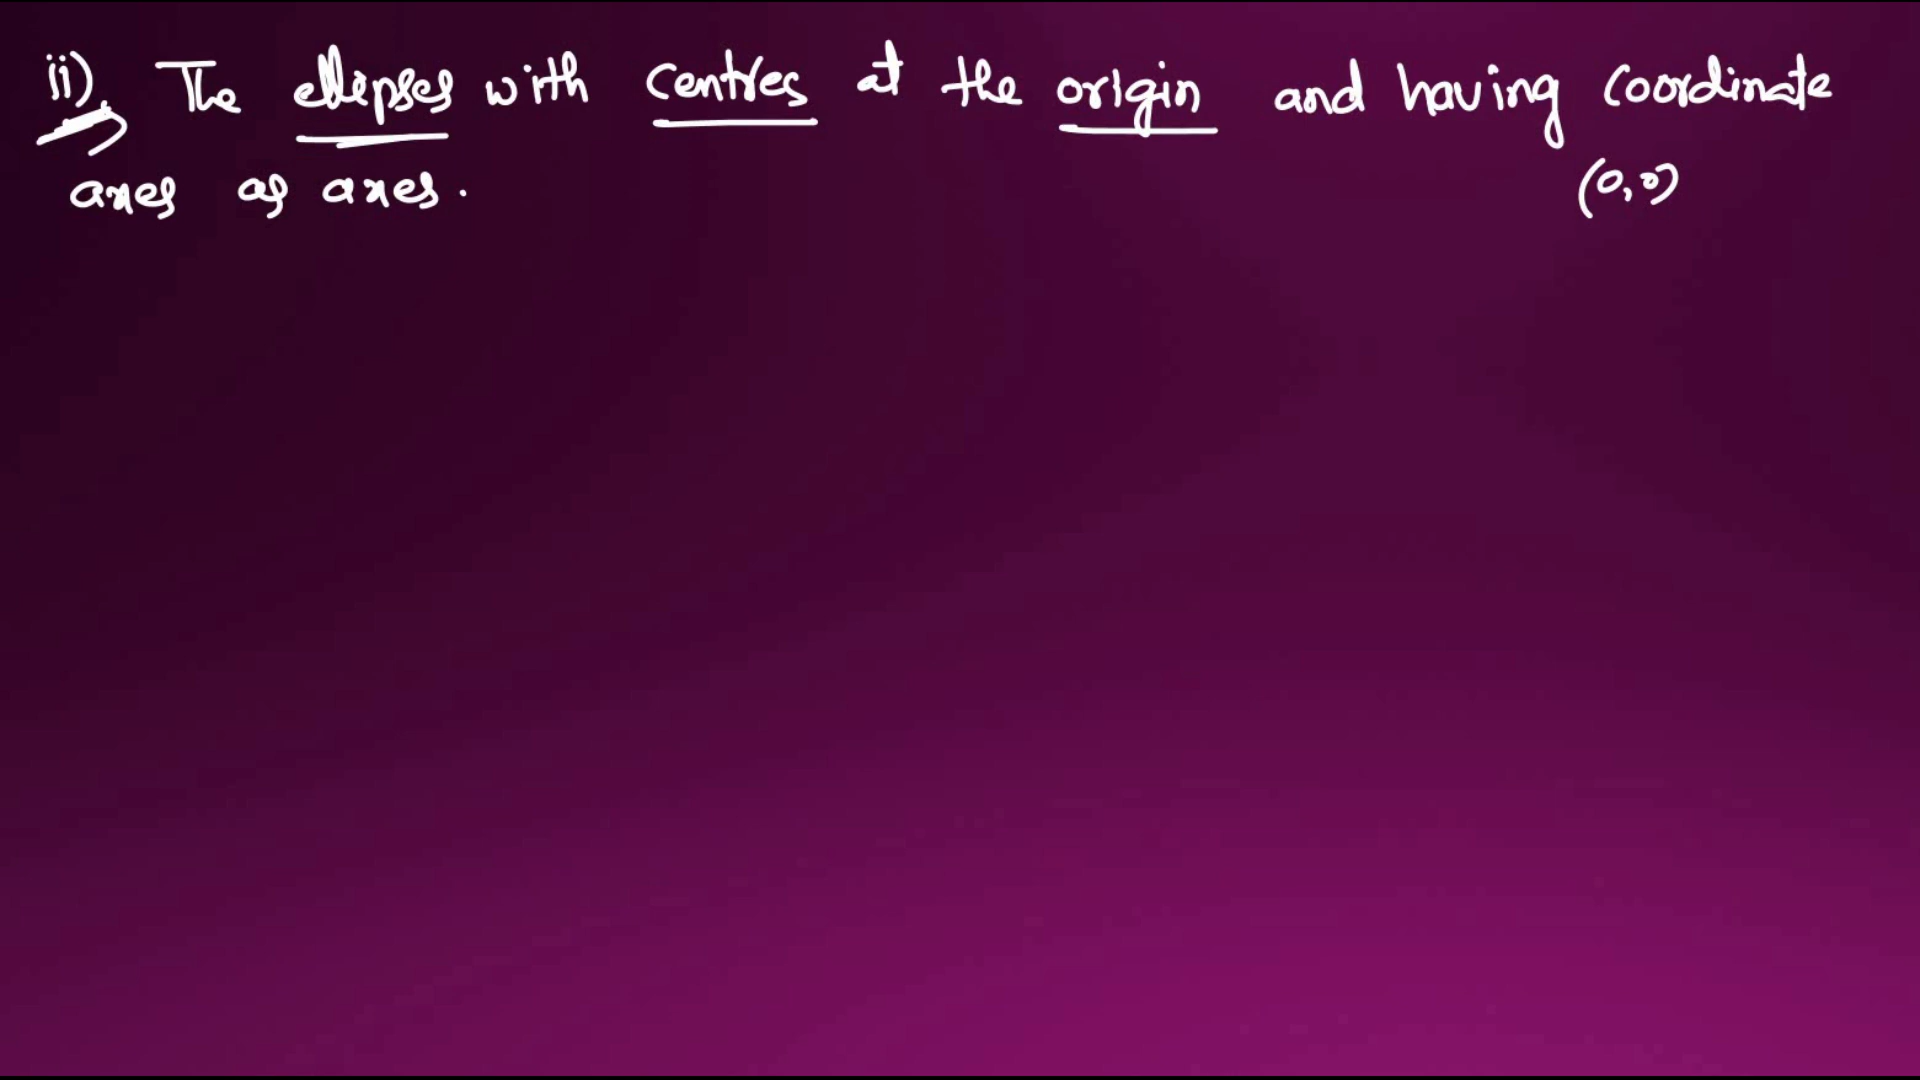 ii) The ellipses with centres at the origin and having coordinate
axes as axes.
(0,0)